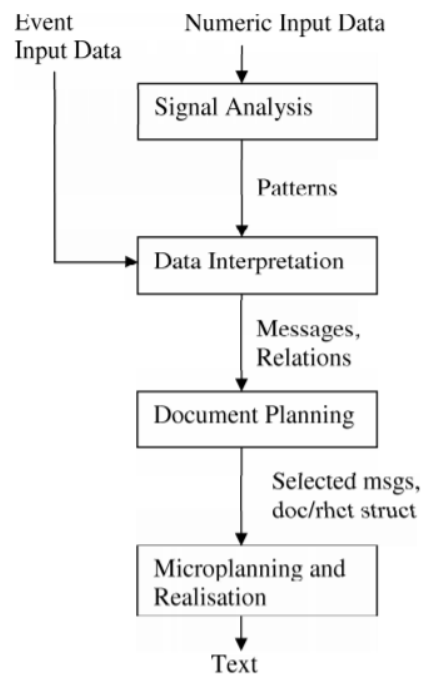 Event
Input Data
Numeric Input Data
Signal Analysis
Patterns
Data Interpretation
Messages,
Relations
Document Planning
Selected msgs,
doc/rhet struct
Microplanning and
Realisation
Text